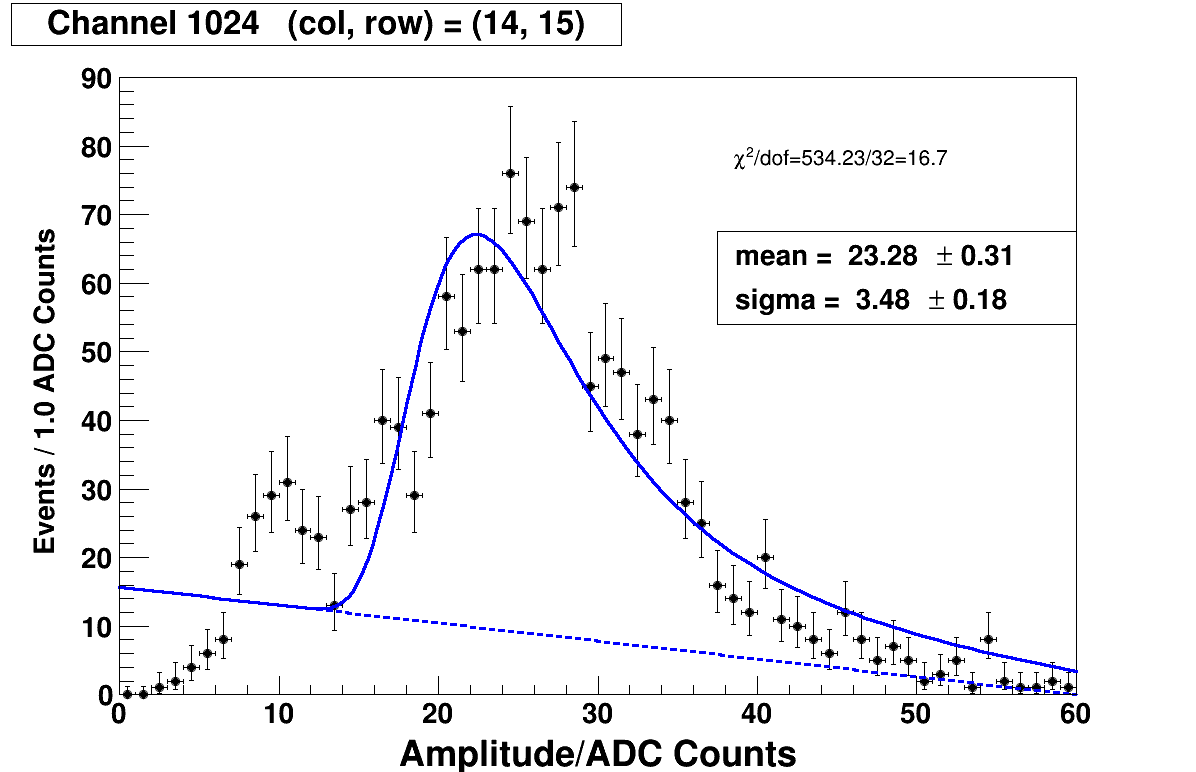 Channel 1024 (col, row) = (14, 15)
90
80
70
60
50
40
30
20
10
0
Events / 1.0 ADC Counts
χ²/dof=534.23/32=16.7
mean = 23.28 ± 0.31
sigma = 3.48 ± 0.18
0 10 20 30 40 50 60
Amplitude/ADC Counts